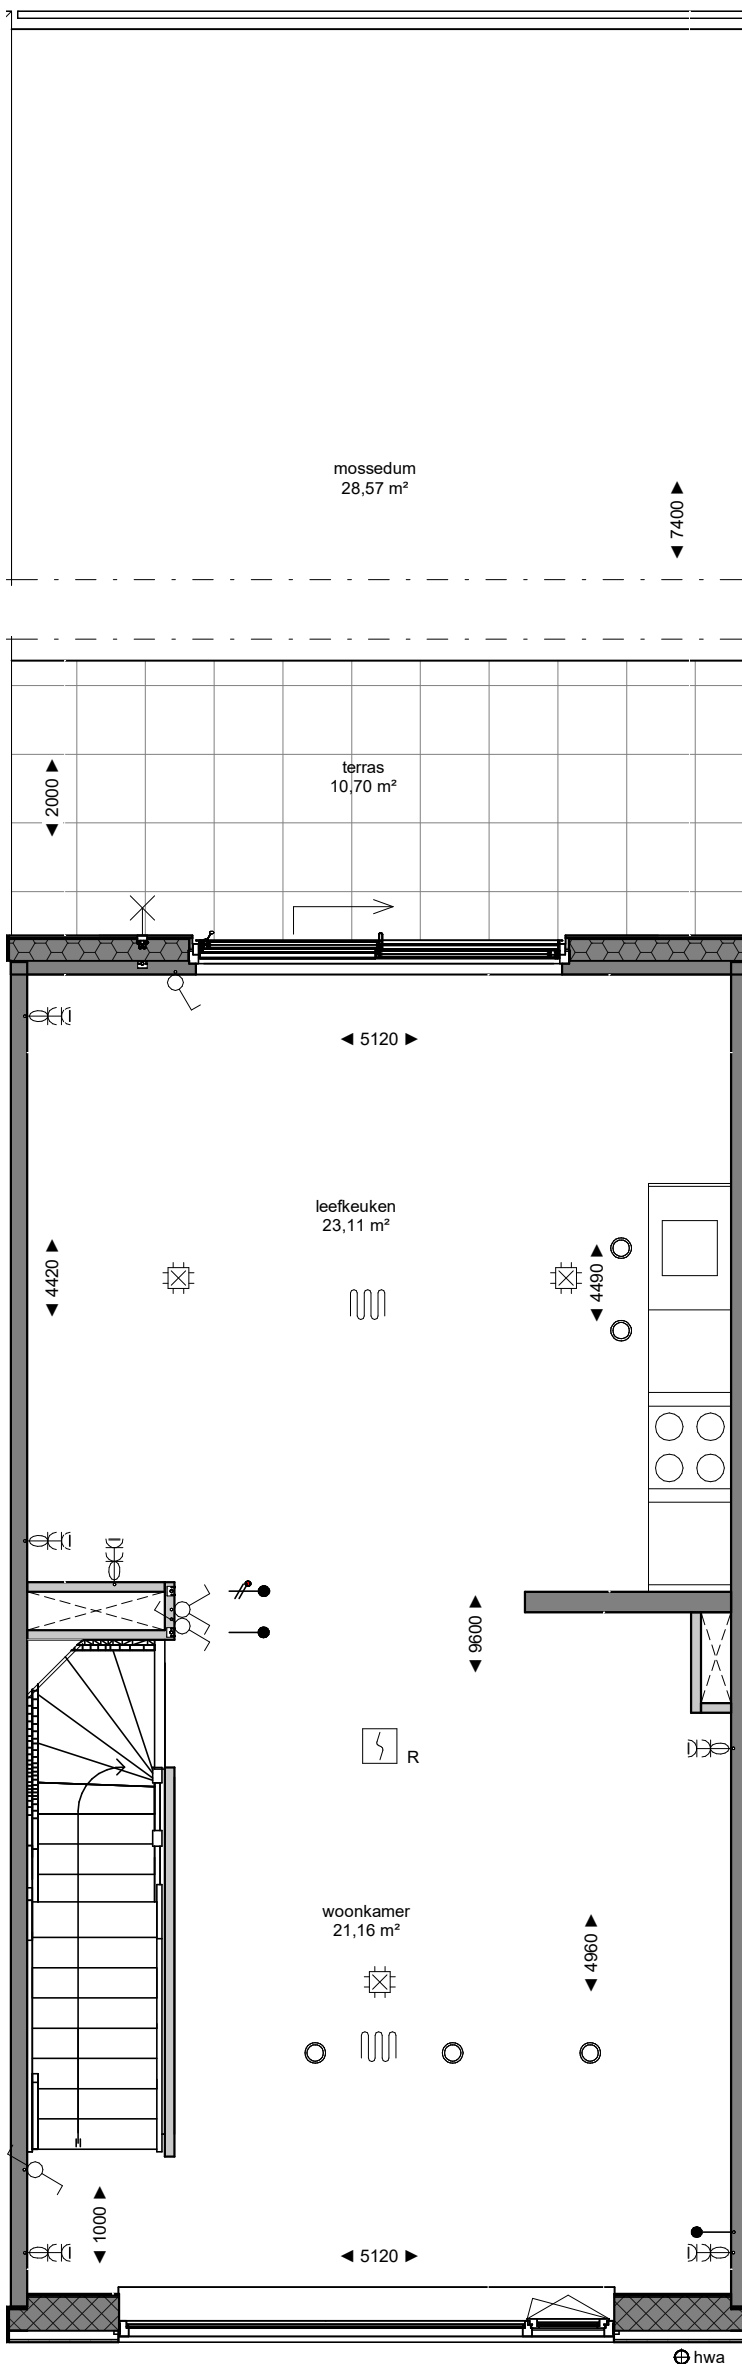 mossedum
28,57 m²
7400
terras
10,70 m²
2000
5120
leefkeuken
23,11 m²
4420
4490
9600
R
woonkamer
21,16 m²
4960
1000
5120
hwa